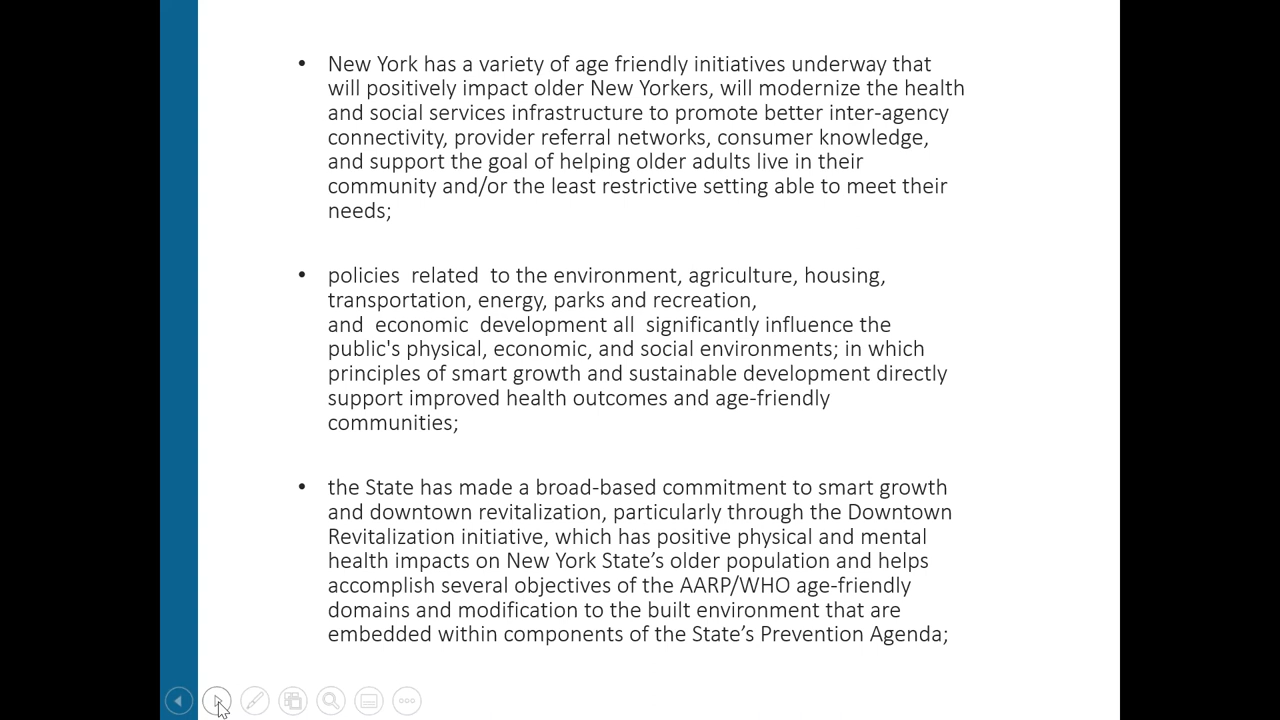 • New York has a variety of age friendly initiatives underway that
will positively impact older New Yorkers, will modernize the health
and social services infrastructure to promote better inter-agency
connectivity, provider referral networks, consumer knowledge,
and support the goal of helping older adults live in their
community and/or the least restrictive setting able to meet their
needs;
• policies  related  to the environment, agriculture, housing,
transportation, energy, parks and recreation,
and  economic  development all  significantly influence the
public's physical, economic, and social environments; in which
principles of smart growth and sustainable development directly
support improved health outcomes and age-friendly
communities;
• the State has made a broad-based commitment to smart growth
and downtown revitalization, particularly through the Downtown
Revitalization initiative, which has positive physical and mental
health impacts on New York State’s older population and helps
accomplish several objectives of the AARP/WHO age-friendly
domains and modification to the built environment that are
embedded within components of the State’s Prevention Agenda;